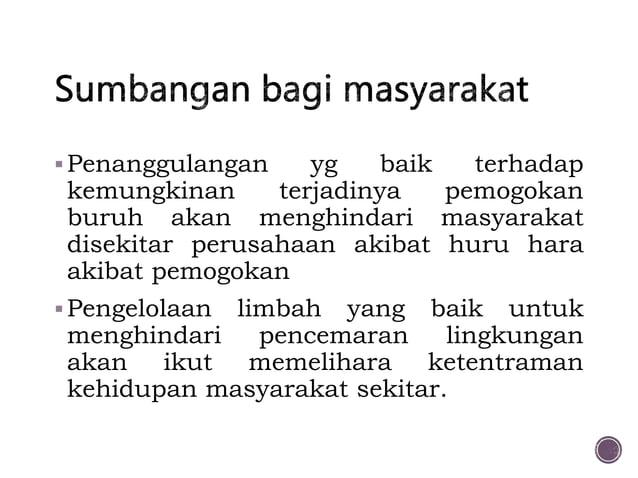 Sumbangan bagi masyarakat
▪Penanggulangan yg baik terhadap
kemungkinan terjadinya pemogokan
buruh akan menghindari masyarakat
disekitar perusahaan akibat huru hara
akibat pemogokan
▪Pengelolaan limbah yang baik untuk
menghindari pencemaran lingkungan
akan ikut memelihara ketentraman
kehidupan masyarakat sekitar.